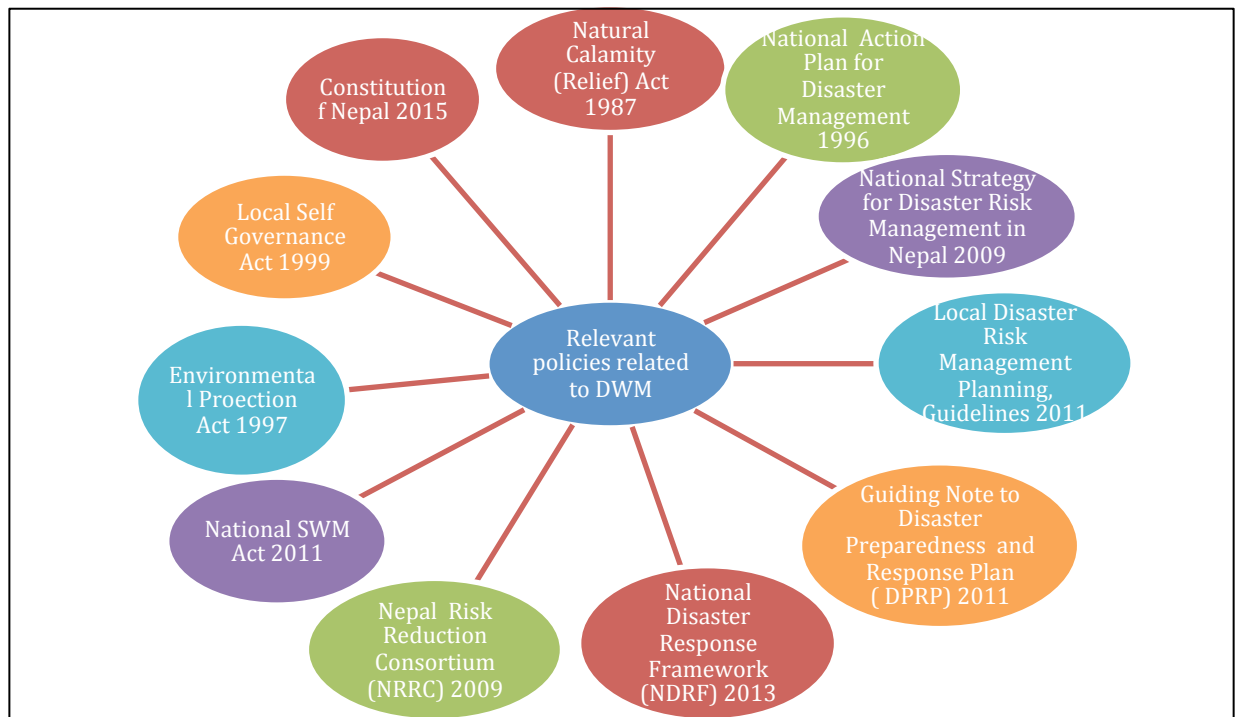 Natural
Calamity
(Relief) Act
1987
National  Action
Plan for
Disaster
Management
1996
National Strategy
for Disaster Risk
Management in
Nepal 2009
Local Disaster
Risk
Management
Planning,
Guidelines 2011
Guiding Note to
Disaster
Preparedness  and
Response Plan
( DPRP) 2011
National
Disaster
Response
Framework
(NDRF) 2013
Nepal  Risk
Reduction
Consortium
(NRRC) 2009
National SWM
Act 2011
Environmenta
l Proection
Act 1997
Local Self
Governance
Act 1999
Constitution
f Nepal 2015
Relevant
policies related
to DWM